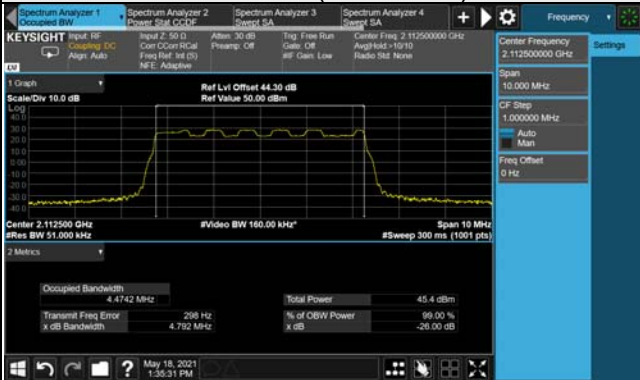 Spectrum Analyzer 1
Occupied BW
Spectrum Analyzer 2
Power Stat CCDF
Spectrum Analyzer 3
Swept SA
Spectrum Analyzer 4
Swept SA
Frequency
KEYSIGHT
Input: RF
Coupling: DC
Align: Auto
Input Z: 50 Ω
Corr CCorr RCal
Freq Ref: Int (S)
NFE: Adaptive
Atten: 30 dB
Preamp: Off
Trig: Free Run
Gate: Off
#IF Gain: Low
Center Freq: 2.112500000 GHz
Avg|Hold:>10/10
Radio Std: None
Center Frequency
2.112500000 GHz
Settings
Span
10.000 MHz
CF Step
1.000000 MHz
Auto
Man
Freq Offset
0 Hz
1 Graph
Scale/Div 10.0 dB
Ref Lvl Offset 44.30 dB
Ref Value 50.00 dBm
Log
40.0
30.0
20.0
10.0
0.00
-10.0
-20.0
-30.0
-40.0
Center 2.112500 GHz
#Video BW 160.00 kHz*
Span 10 MHz
#Res BW 51.000 kHz
#Sweep 300 ms (1001 pts)
2 Metrics
Occupied Bandwidth
4.4742 MHz
Total Power
45.4 dBm
Transmit Freq Error
298 Hz
% of OBW Power
99.00 %
x dB Bandwidth
4.792 MHz
x dB
-26.00 dB
May 18, 2021
1:35:31 PM